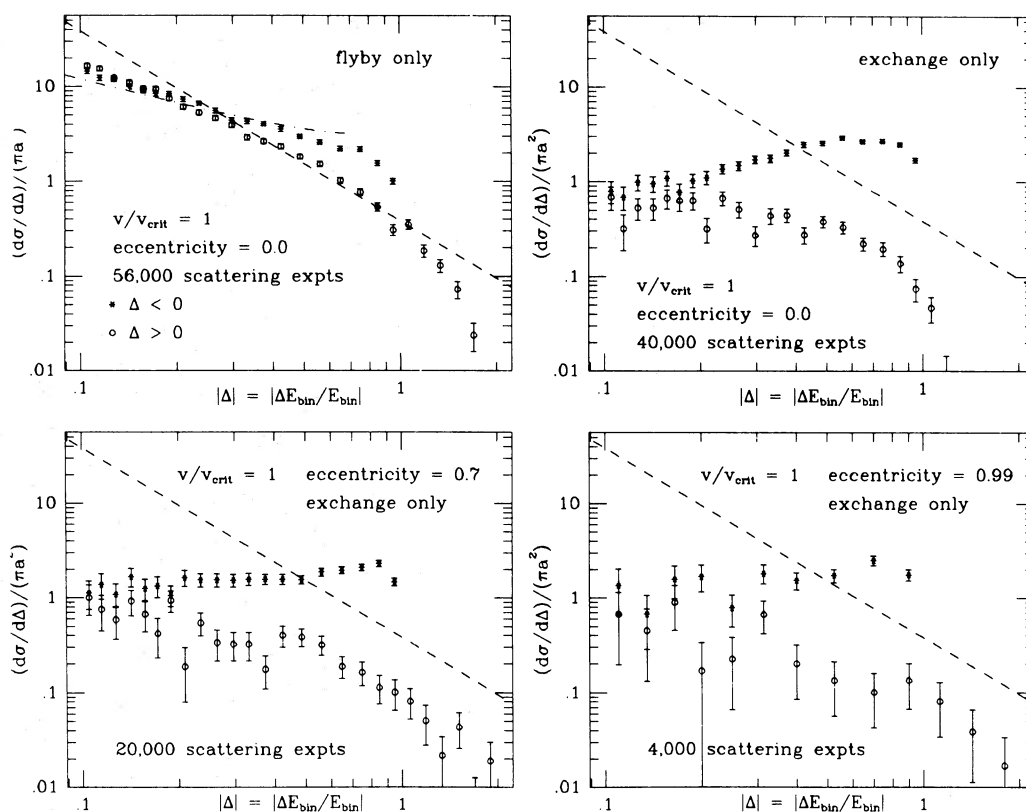 flyby only
(dσ/dΔ)/(πa
10
1
.1
.01
v/v_crit = 1
eccentricity = 0.0
56,000 scattering expts
* Δ < 0
o Δ > 0
.1
1
|Δ| = |ΔE_bin/E_bin|
exchange only
(dσ/dΔ)/(πa²)
10
1
.1
.01
v/v_crit = 1
eccentricity = 0.0
40,000 scattering expts
.1
1
|Δ| = |ΔE_bin/E_bin|
v/v_crit = 1 eccentricity = 0.7
exchange only
(dσ/dΔ)/(πa²)
10
1
.1
.01
20,000 scattering expts
.1
1
|Δ| = |ΔE_bin/E_bin|
v/v_crit = 1 eccentricity = 0.99
exchange only
(dσ/dΔ)/(πa²)
10
1
.1
.01
4,000 scattering expts
.1
1
|Δ| = |ΔE_bin/E_bin|